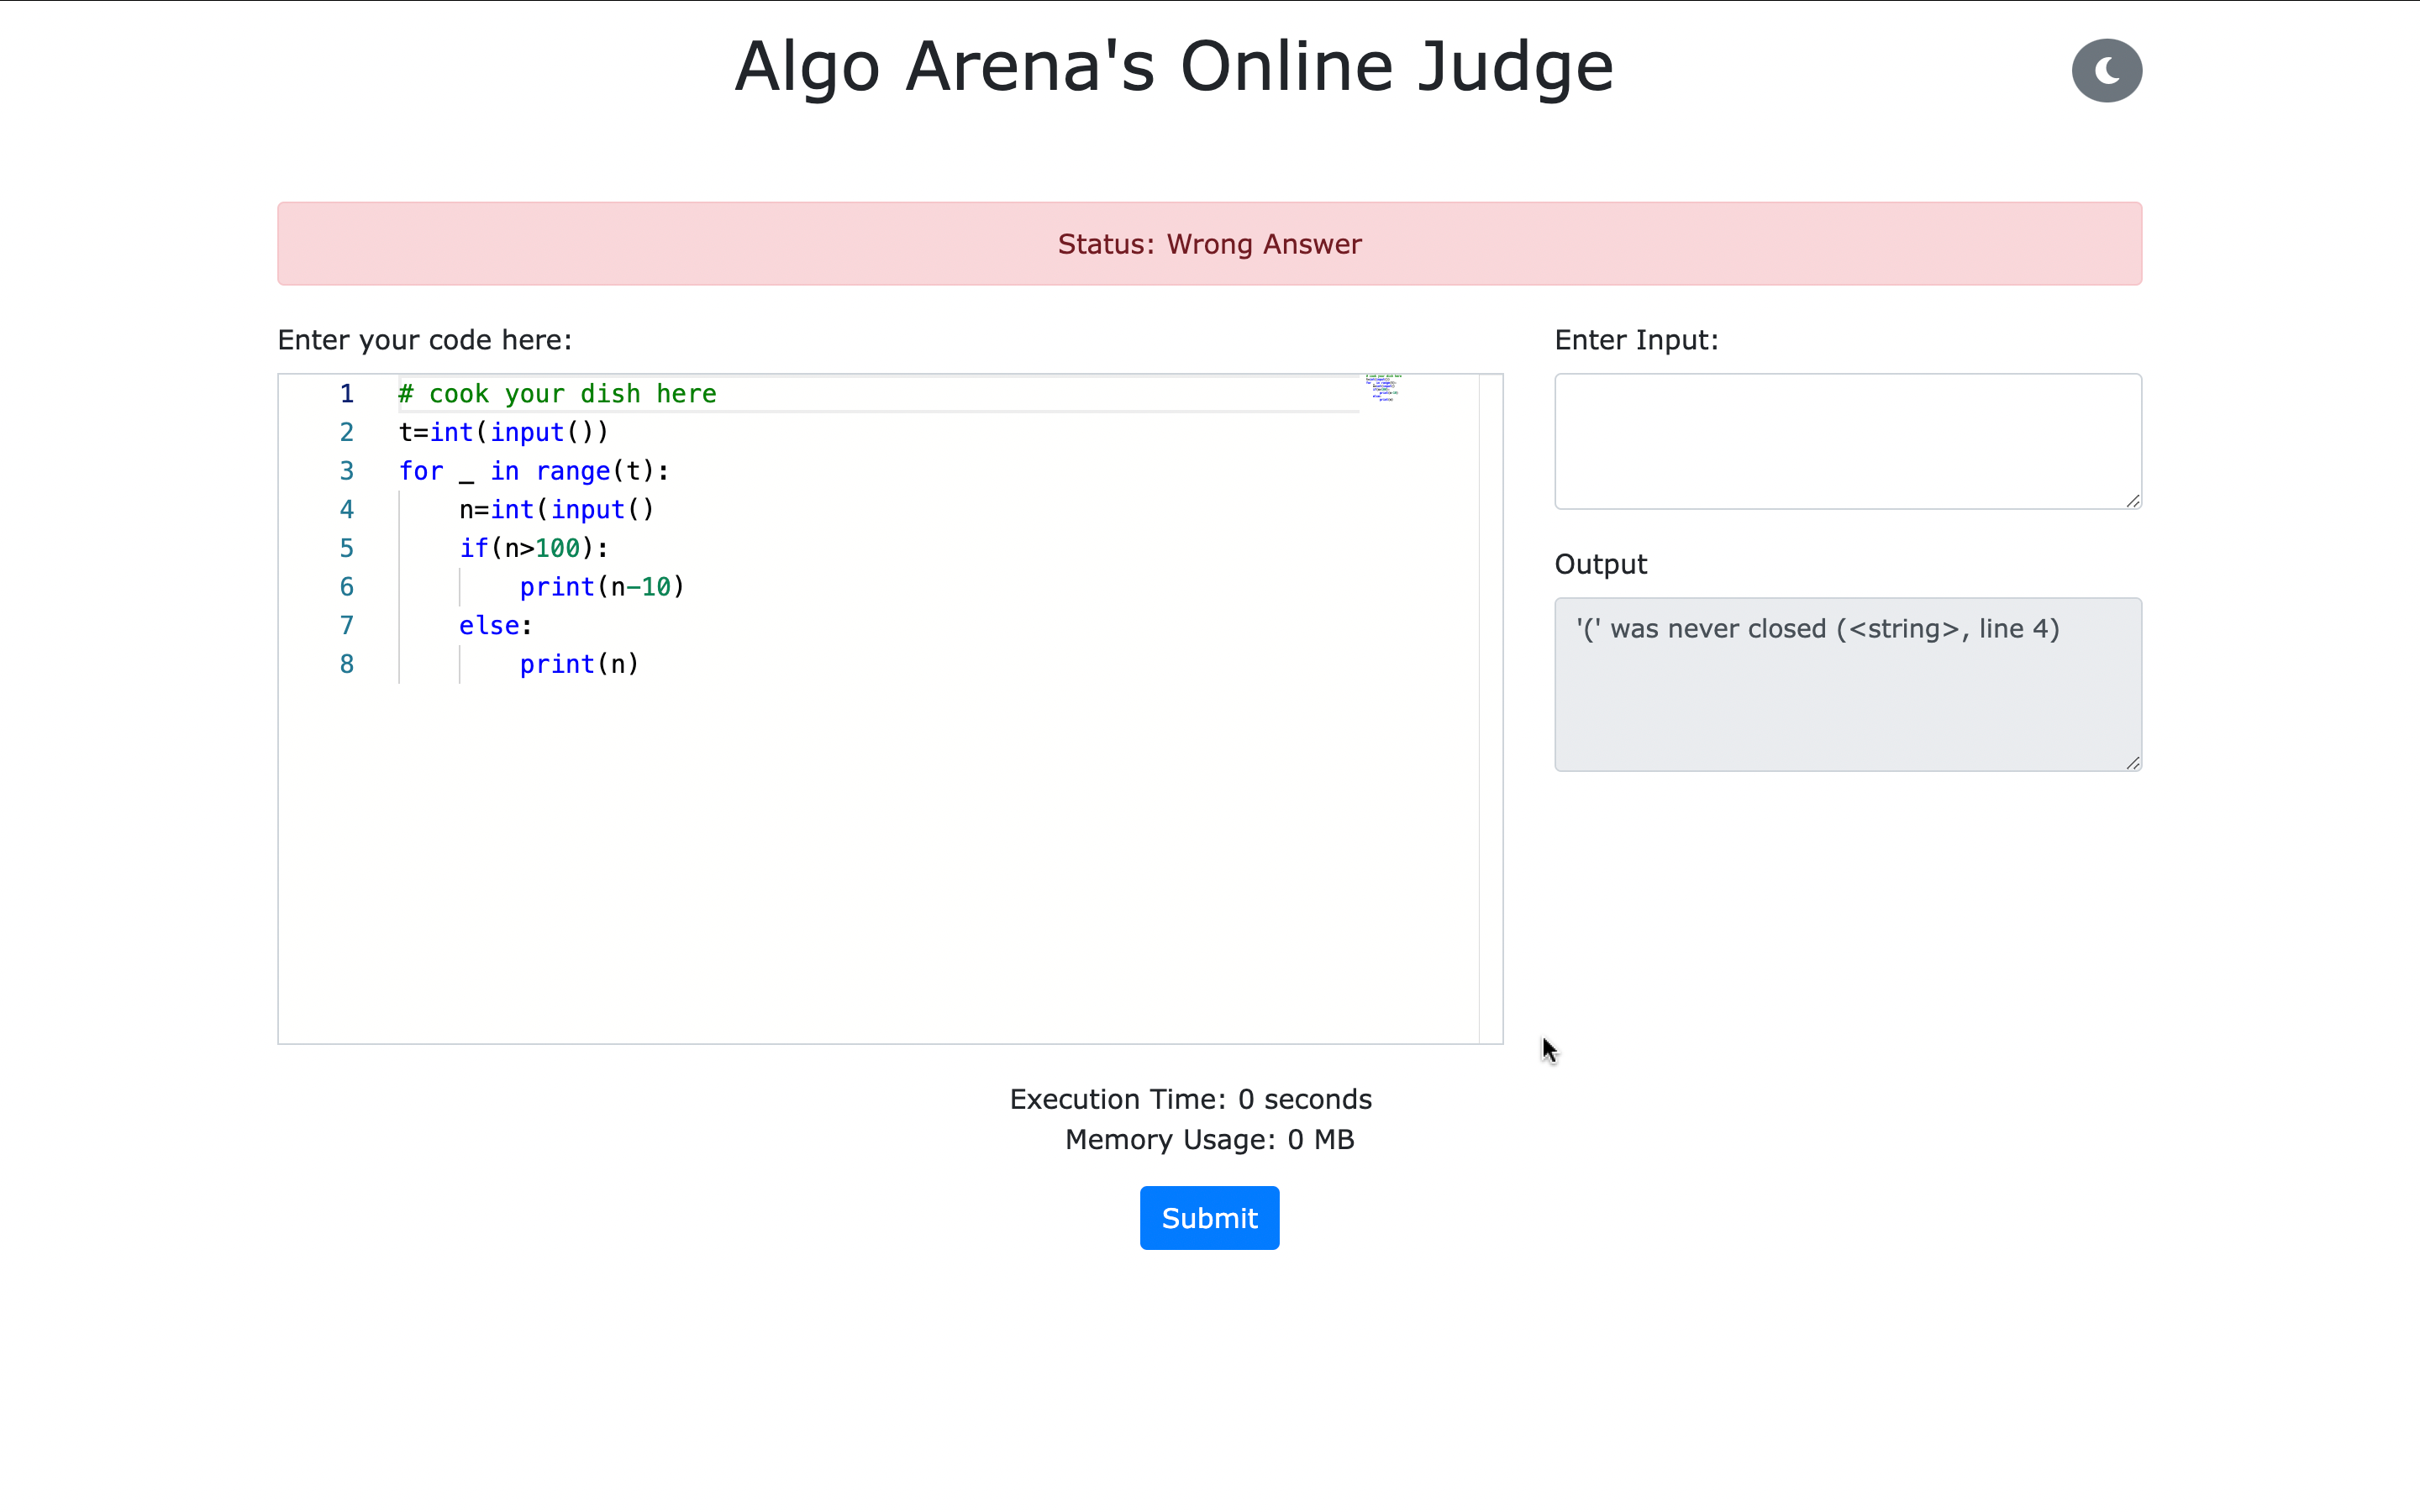 Algo Arena's Online Judge
Status: Wrong Answer
Enter your code here:
1 # cook your dish here
2 t=int(input())
3 for _ in range(t):
4     n=int(input()
5     if(n>100):
6         print(n-10)
7     else:
8         print(n)
Enter Input:
Output
'(' was never closed (<string>, line 4)
Execution Time: 0 seconds
Memory Usage: 0 MB
Submit